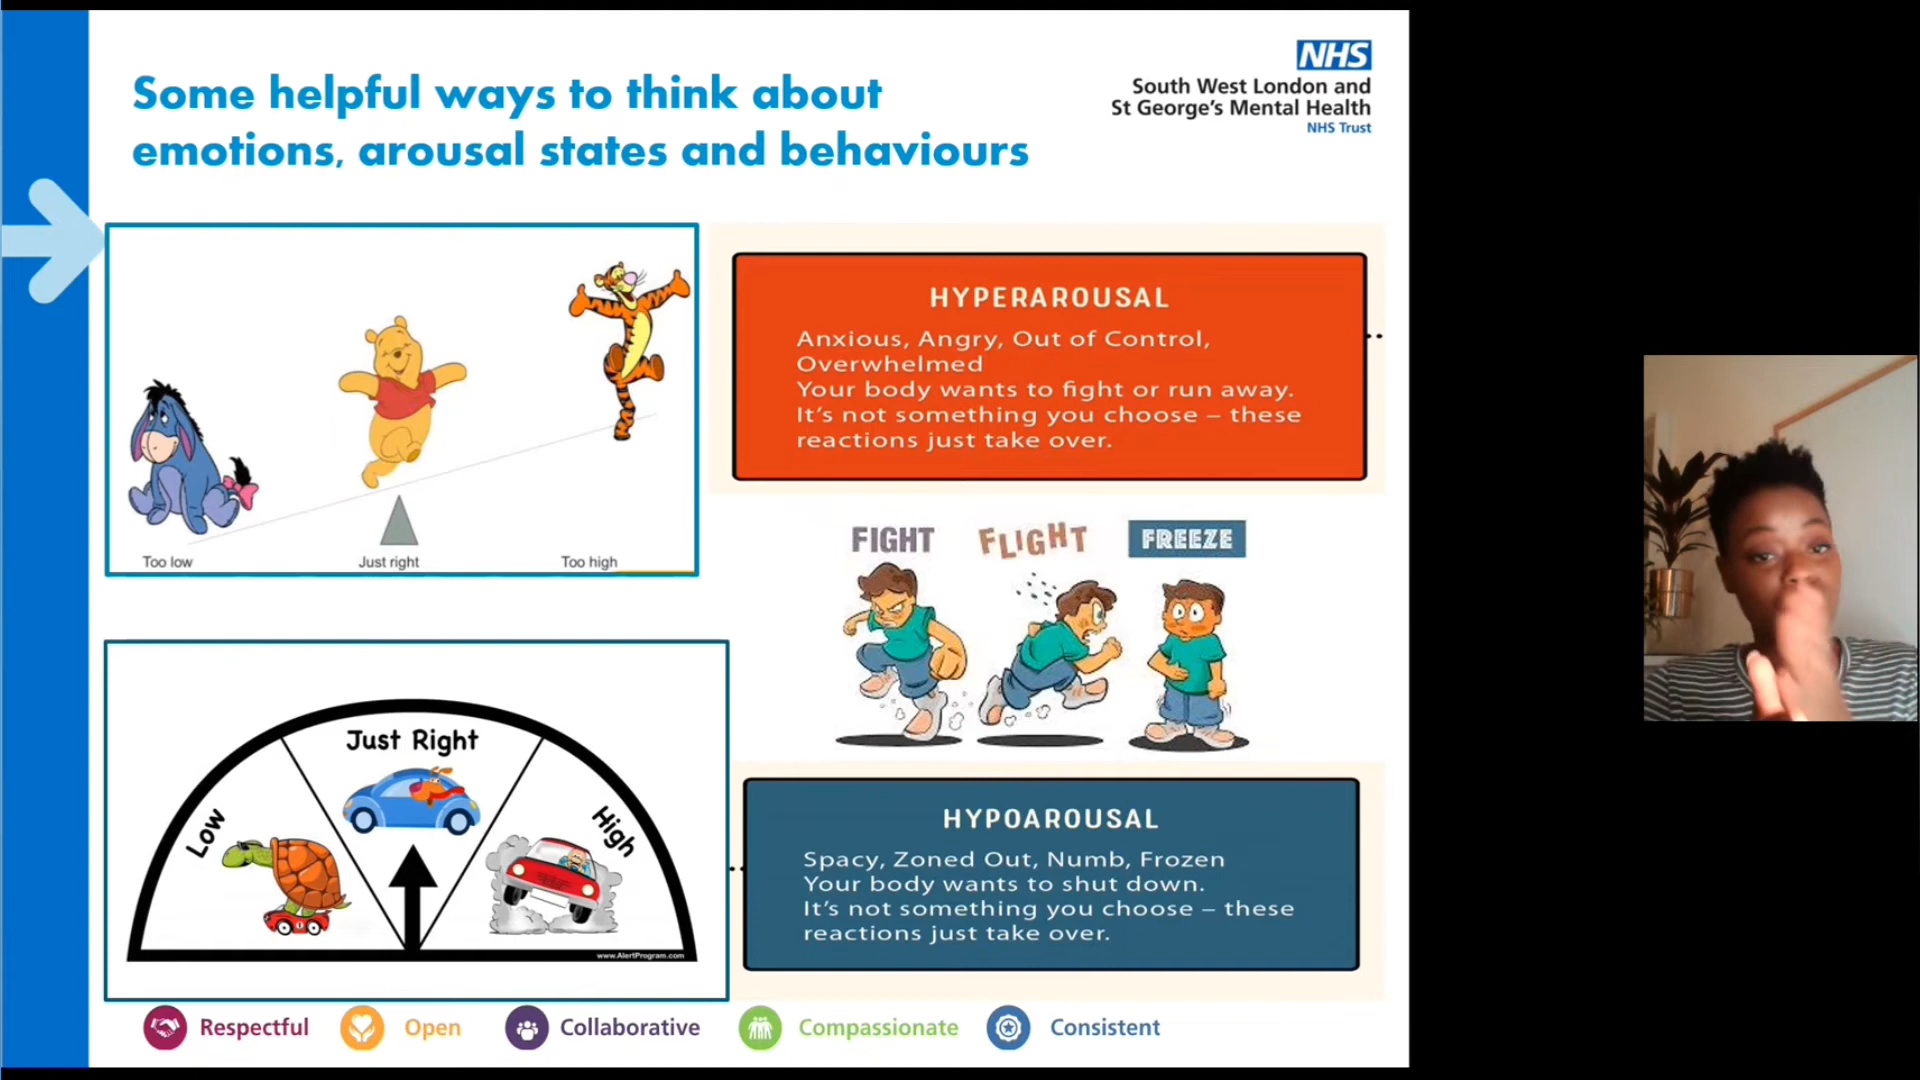 Some helpful ways to think about
emotions, arousal states and behaviours
NHS
South West London and
St George's Mental Health
NHS Trust
Too low
Just right
Too high
HYPERAROUSAL
Anxious, Angry, Out of Control,
Overwhelmed
Your body wants to fight or run away.
It's not something you choose – these
reactions just take over.
FIGHT
FLIGHT
FREEZE
Low
Just Right
High
www.AlertProgram.com
HYPOAROUSAL
Spacy, Zoned Out, Numb, Frozen
Your body wants to shut down.
It's not something you choose – these
reactions just take over.
Respectful
Open
Collaborative
Compassionate
Consistent